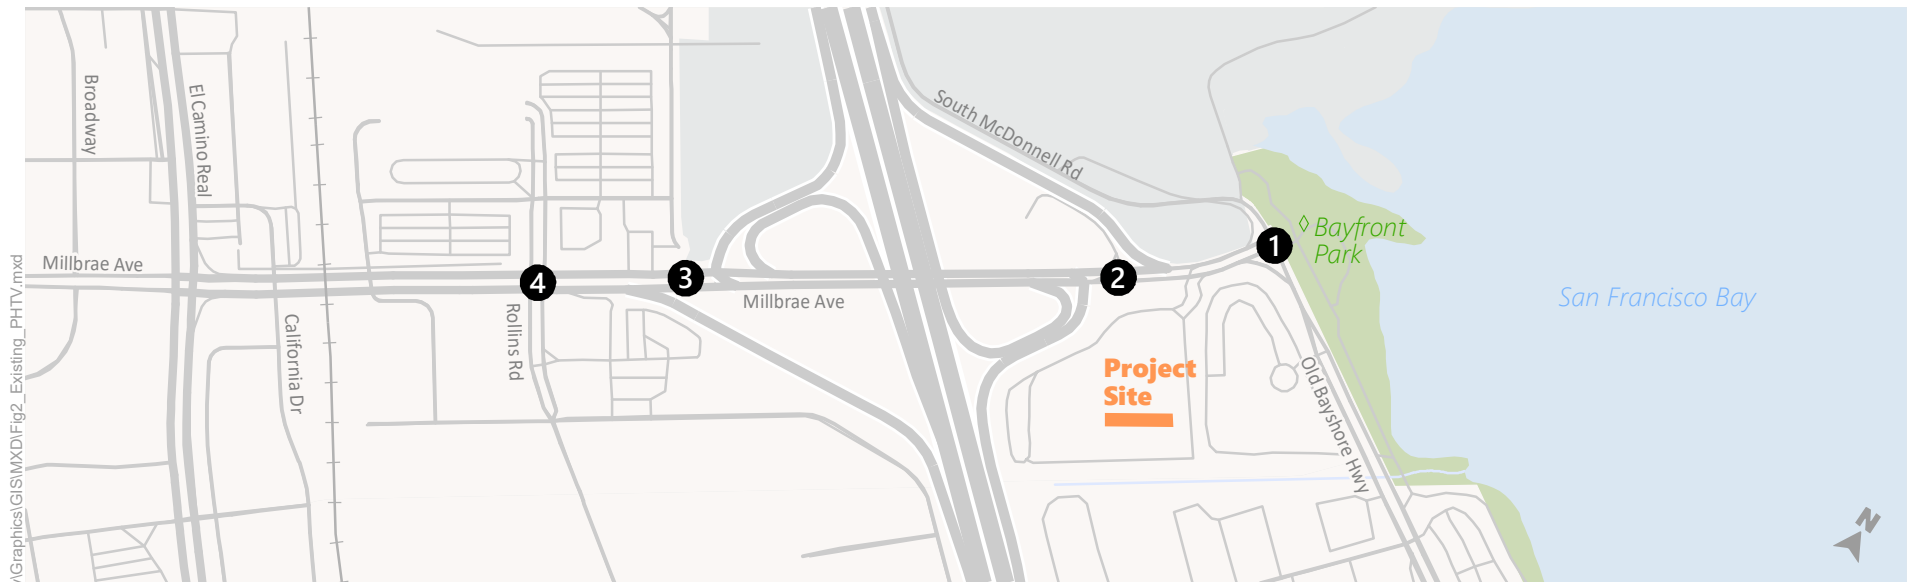 Broadway
El Camino Real
South McDonnell Rd
1
Bayfront
Park
Millbrae Ave
4
3
2
Millbrae Ave
San Francisco Bay
Rollins Rd
California Dr
Project
Site
Old Bayshore Hwy
N
\Graphics\GIS\MXD\Fig2_Existing_PHTV.mxd